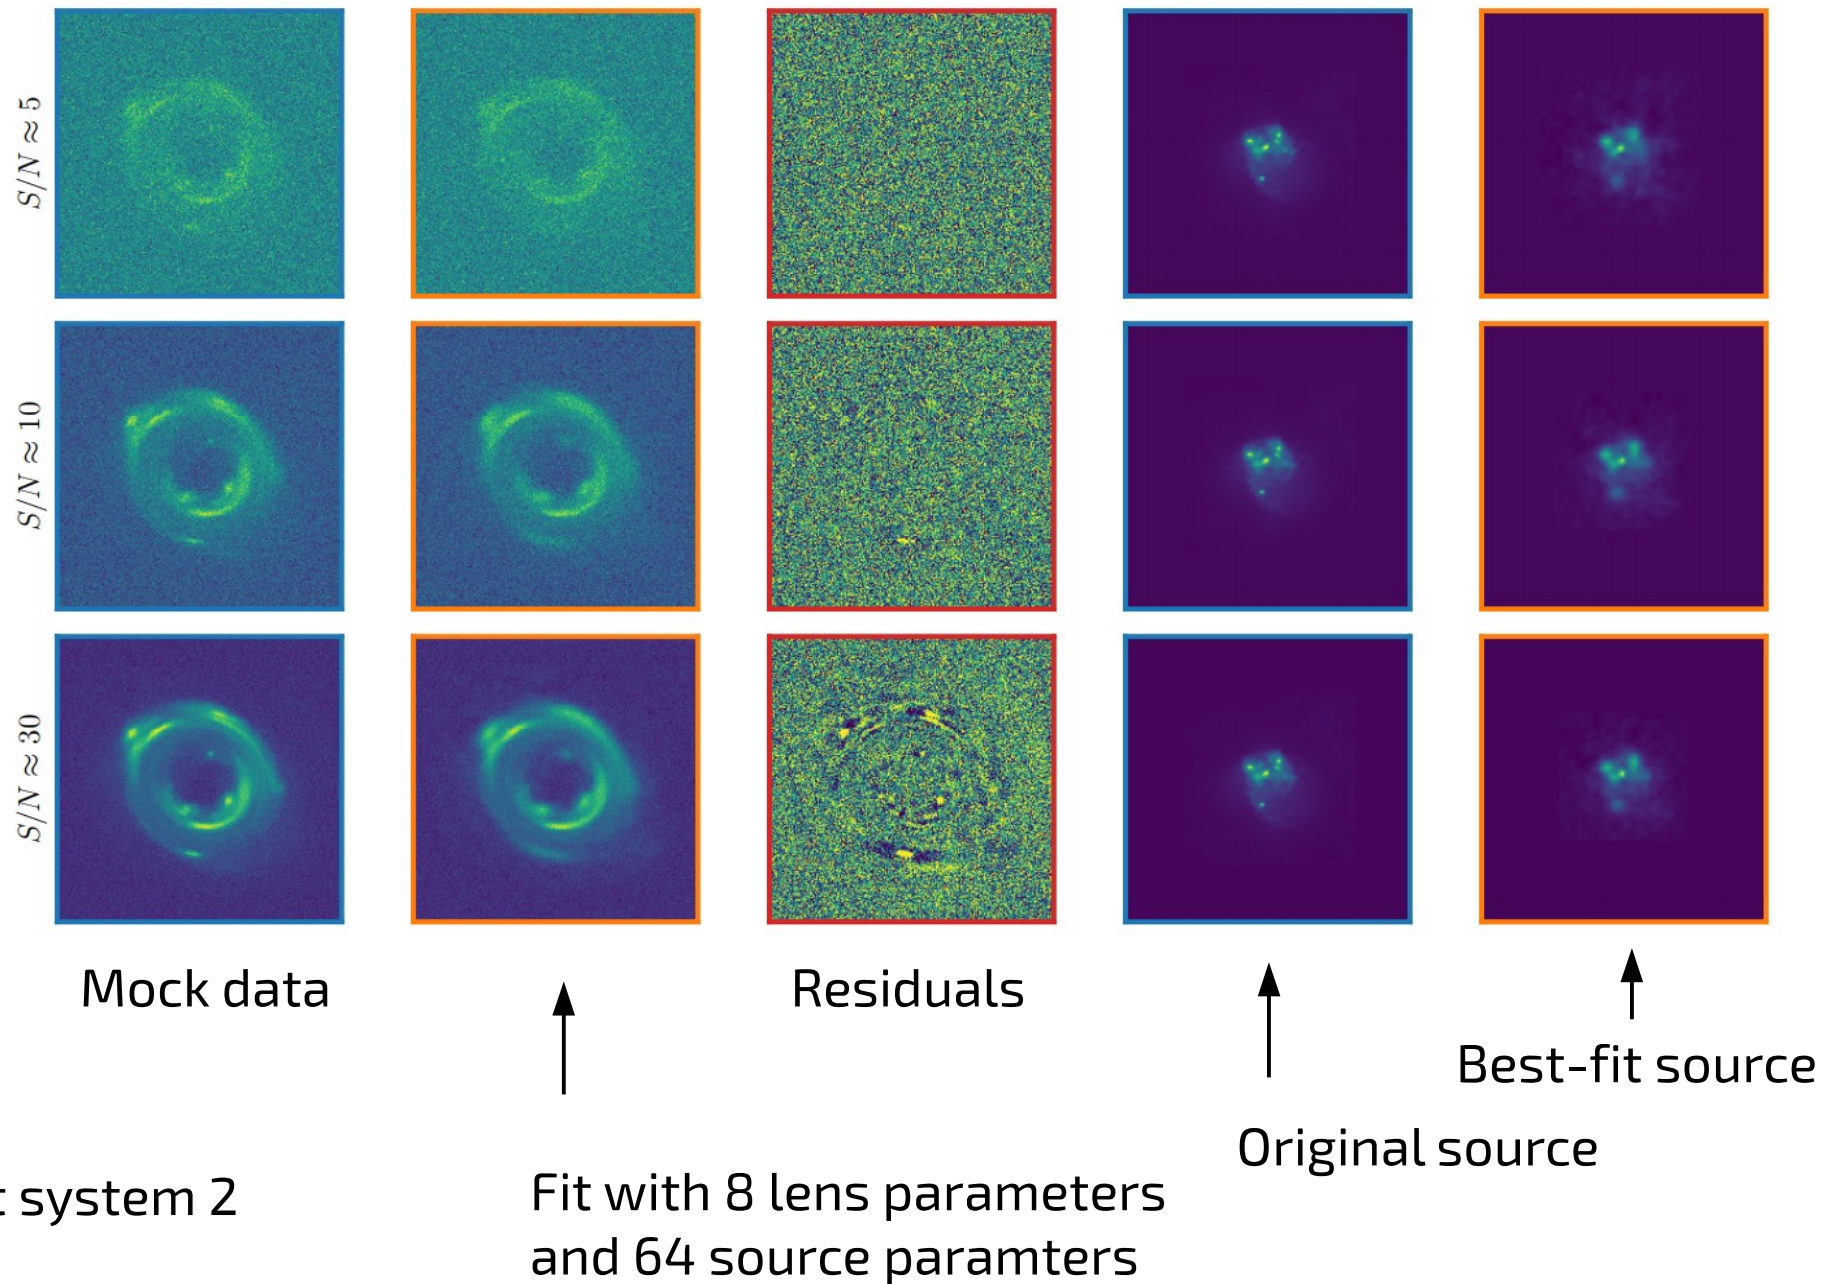 S/N ≈ 5
S/N ≈ 10
S/N ≈ 30
Mock data
Residuals
Best-fit source
Original source
t system 2
Fit with 8 lens parameters
and 64 source paramters